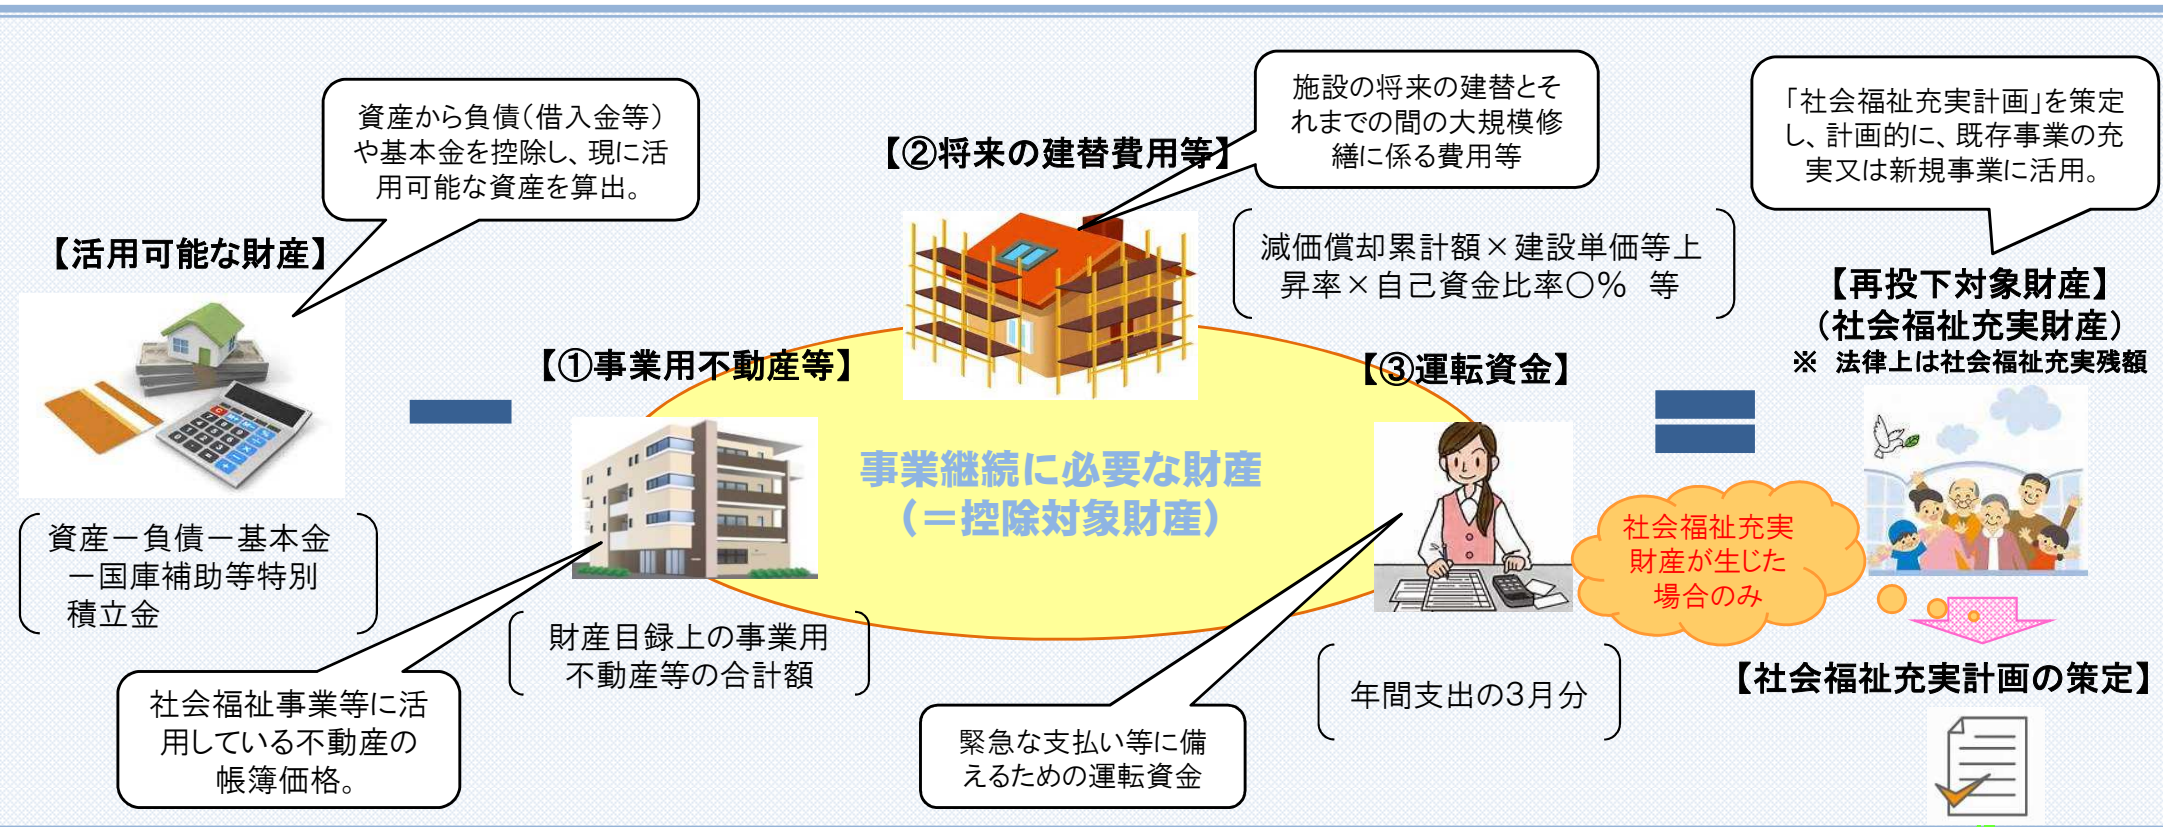 資産から負債（借入金等）
や基本金を控除し、現に活
用可能な資産を算出。
【活用可能な財産】
資産－負債－基本金
－国庫補助等特別
積立金
【①事業用不動産等】
財産目録上の事業用
不動産等の合計額
社会福祉事業等に活
用している不動産の
帳簿価格。
【②将来の建替費用等】
施設の将来の建替とそ
れまでの間の大規模修
繕に係る費用等
減価償却累計額×建設単価等上
昇率×自己資金比率〇％　等
事業継続に必要な財産
（＝控除対象財産）
【③運転資金】
年間支出の3月分
緊急な支払い等に備
えるための運転資金
「社会福祉充実計画」を策定
し、計画的に、既存事業の充
実又は新規事業に活用。
【再投下対象財産】
（社会福祉充実財産）
※　法律上は社会福祉充実残額
社会福祉充実
財産が生じた
場合のみ
【社会福祉充実計画の策定】